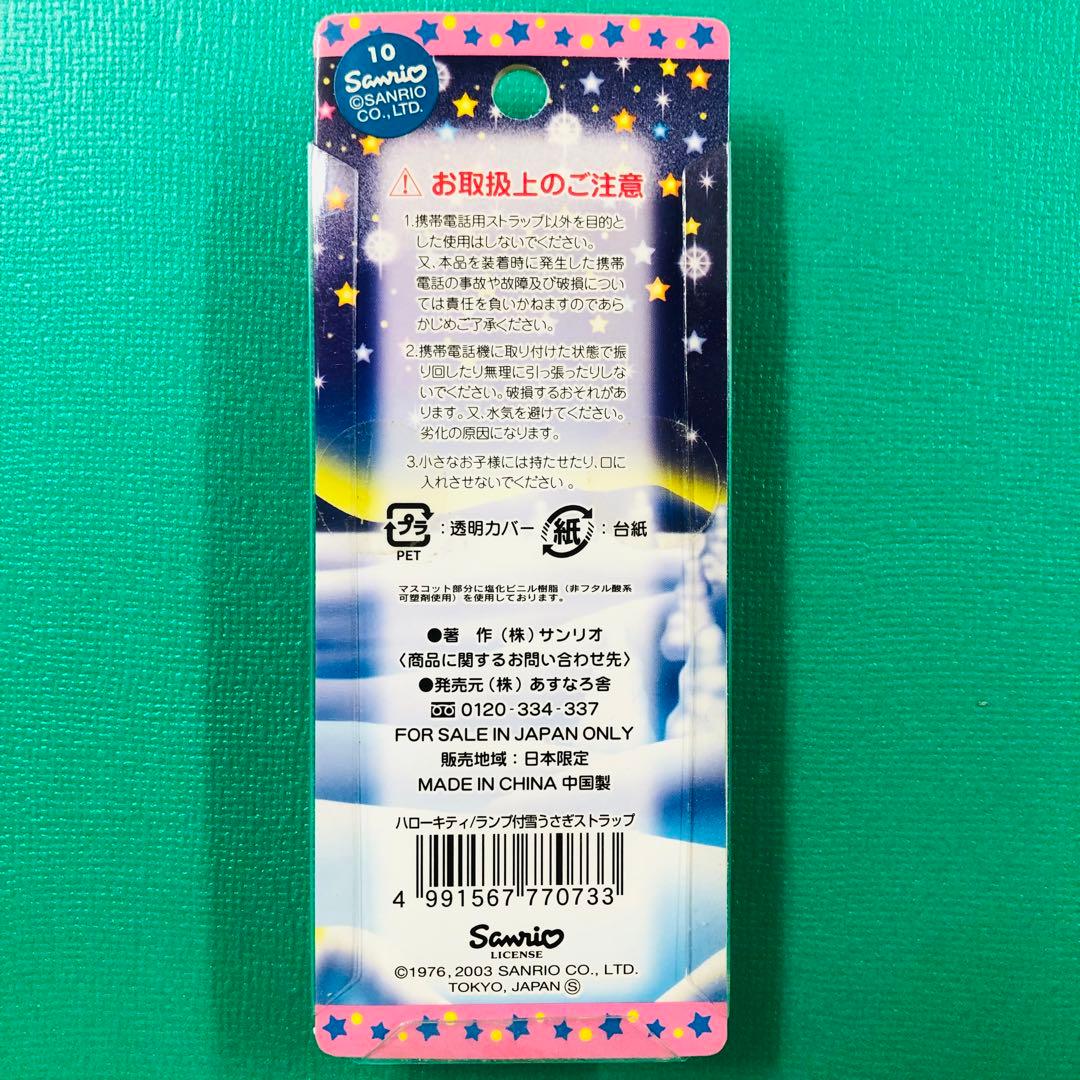 10
Sanrio
©SANRIO
CO., LTD.
お取扱上のご注意
1.携帯電話用ストラップ以外を目的と
した使用はしないでください。
又、本品を装着時に発生した携帯
電話の事故や故障及び破損につい
ては責任を負いかねますのであら
かじめご了承ください。
2.携帯電話機に取り付けた状態で振
り回したり無理に引っ張ったりしな
いでください。破損するおそれがあ
ります。又、水気を避けてください。
劣化の原因になります。
3.小さなお子様には持たせたり、口に
入れさせないでください。
プラ:透明カバー 紙:台紙
PET
マスコット部分に塩化ビニル樹脂(非フタル酸系
可塑剤使用)を使用しております。
●著 作(株)サンリオ
〈商品に関するお問い合わせ先〉
●発売元(株)あすなろ舎
0120-334-337
FOR SALE IN JAPAN ONLY
販売地域:日本限定
MADE IN CHINA 中国製
ハローキティ/ランプ付雪うさぎストラップ
4 991567 770733
Sanrio
LICENSE
©1976, 2003 SANRIO CO., LTD.
TOKYO, JAPAN Ⓢ